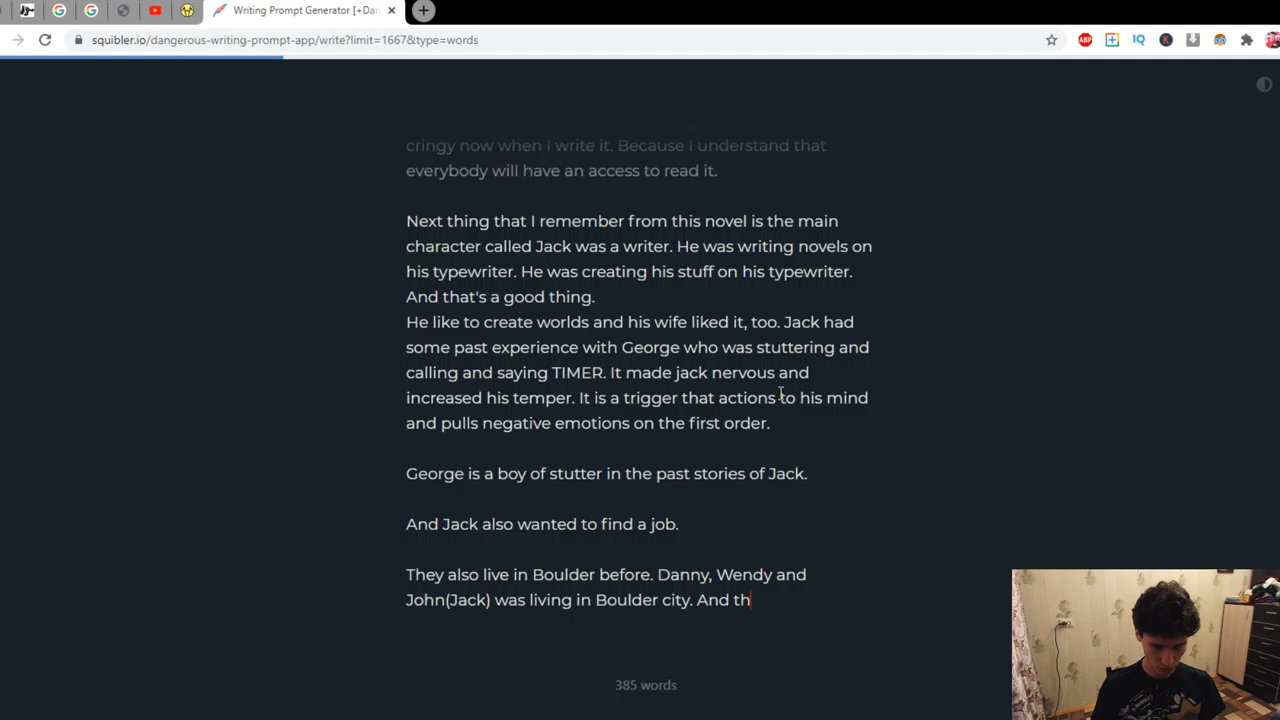 Writing Prompt Generator [+Dan
squibler.io/dangerous-writing-prompt-app/write?limit=1667&type=words
cringy now when I write it. Because I understand that
everybody will have an access to read it.
Next thing that I remember from this novel is the main
character called Jack was a writer. He was writing novels on
his typewriter. He was creating his stuff on his typewriter.
And that's a good thing.
He like to create worlds and his wife liked it, too. Jack had
some past experience with George who was stuttering and
calling and saying TIMER. It made jack nervous and
increased his temper. It is a trigger that actions to his mind
and pulls negative emotions on the first order.
George is a boy of stutter in the past stories of Jack.
And Jack also wanted to find a job.
They also live in Boulder before. Danny, Wendy and
John(Jack) was living in Boulder city. And th
385 words